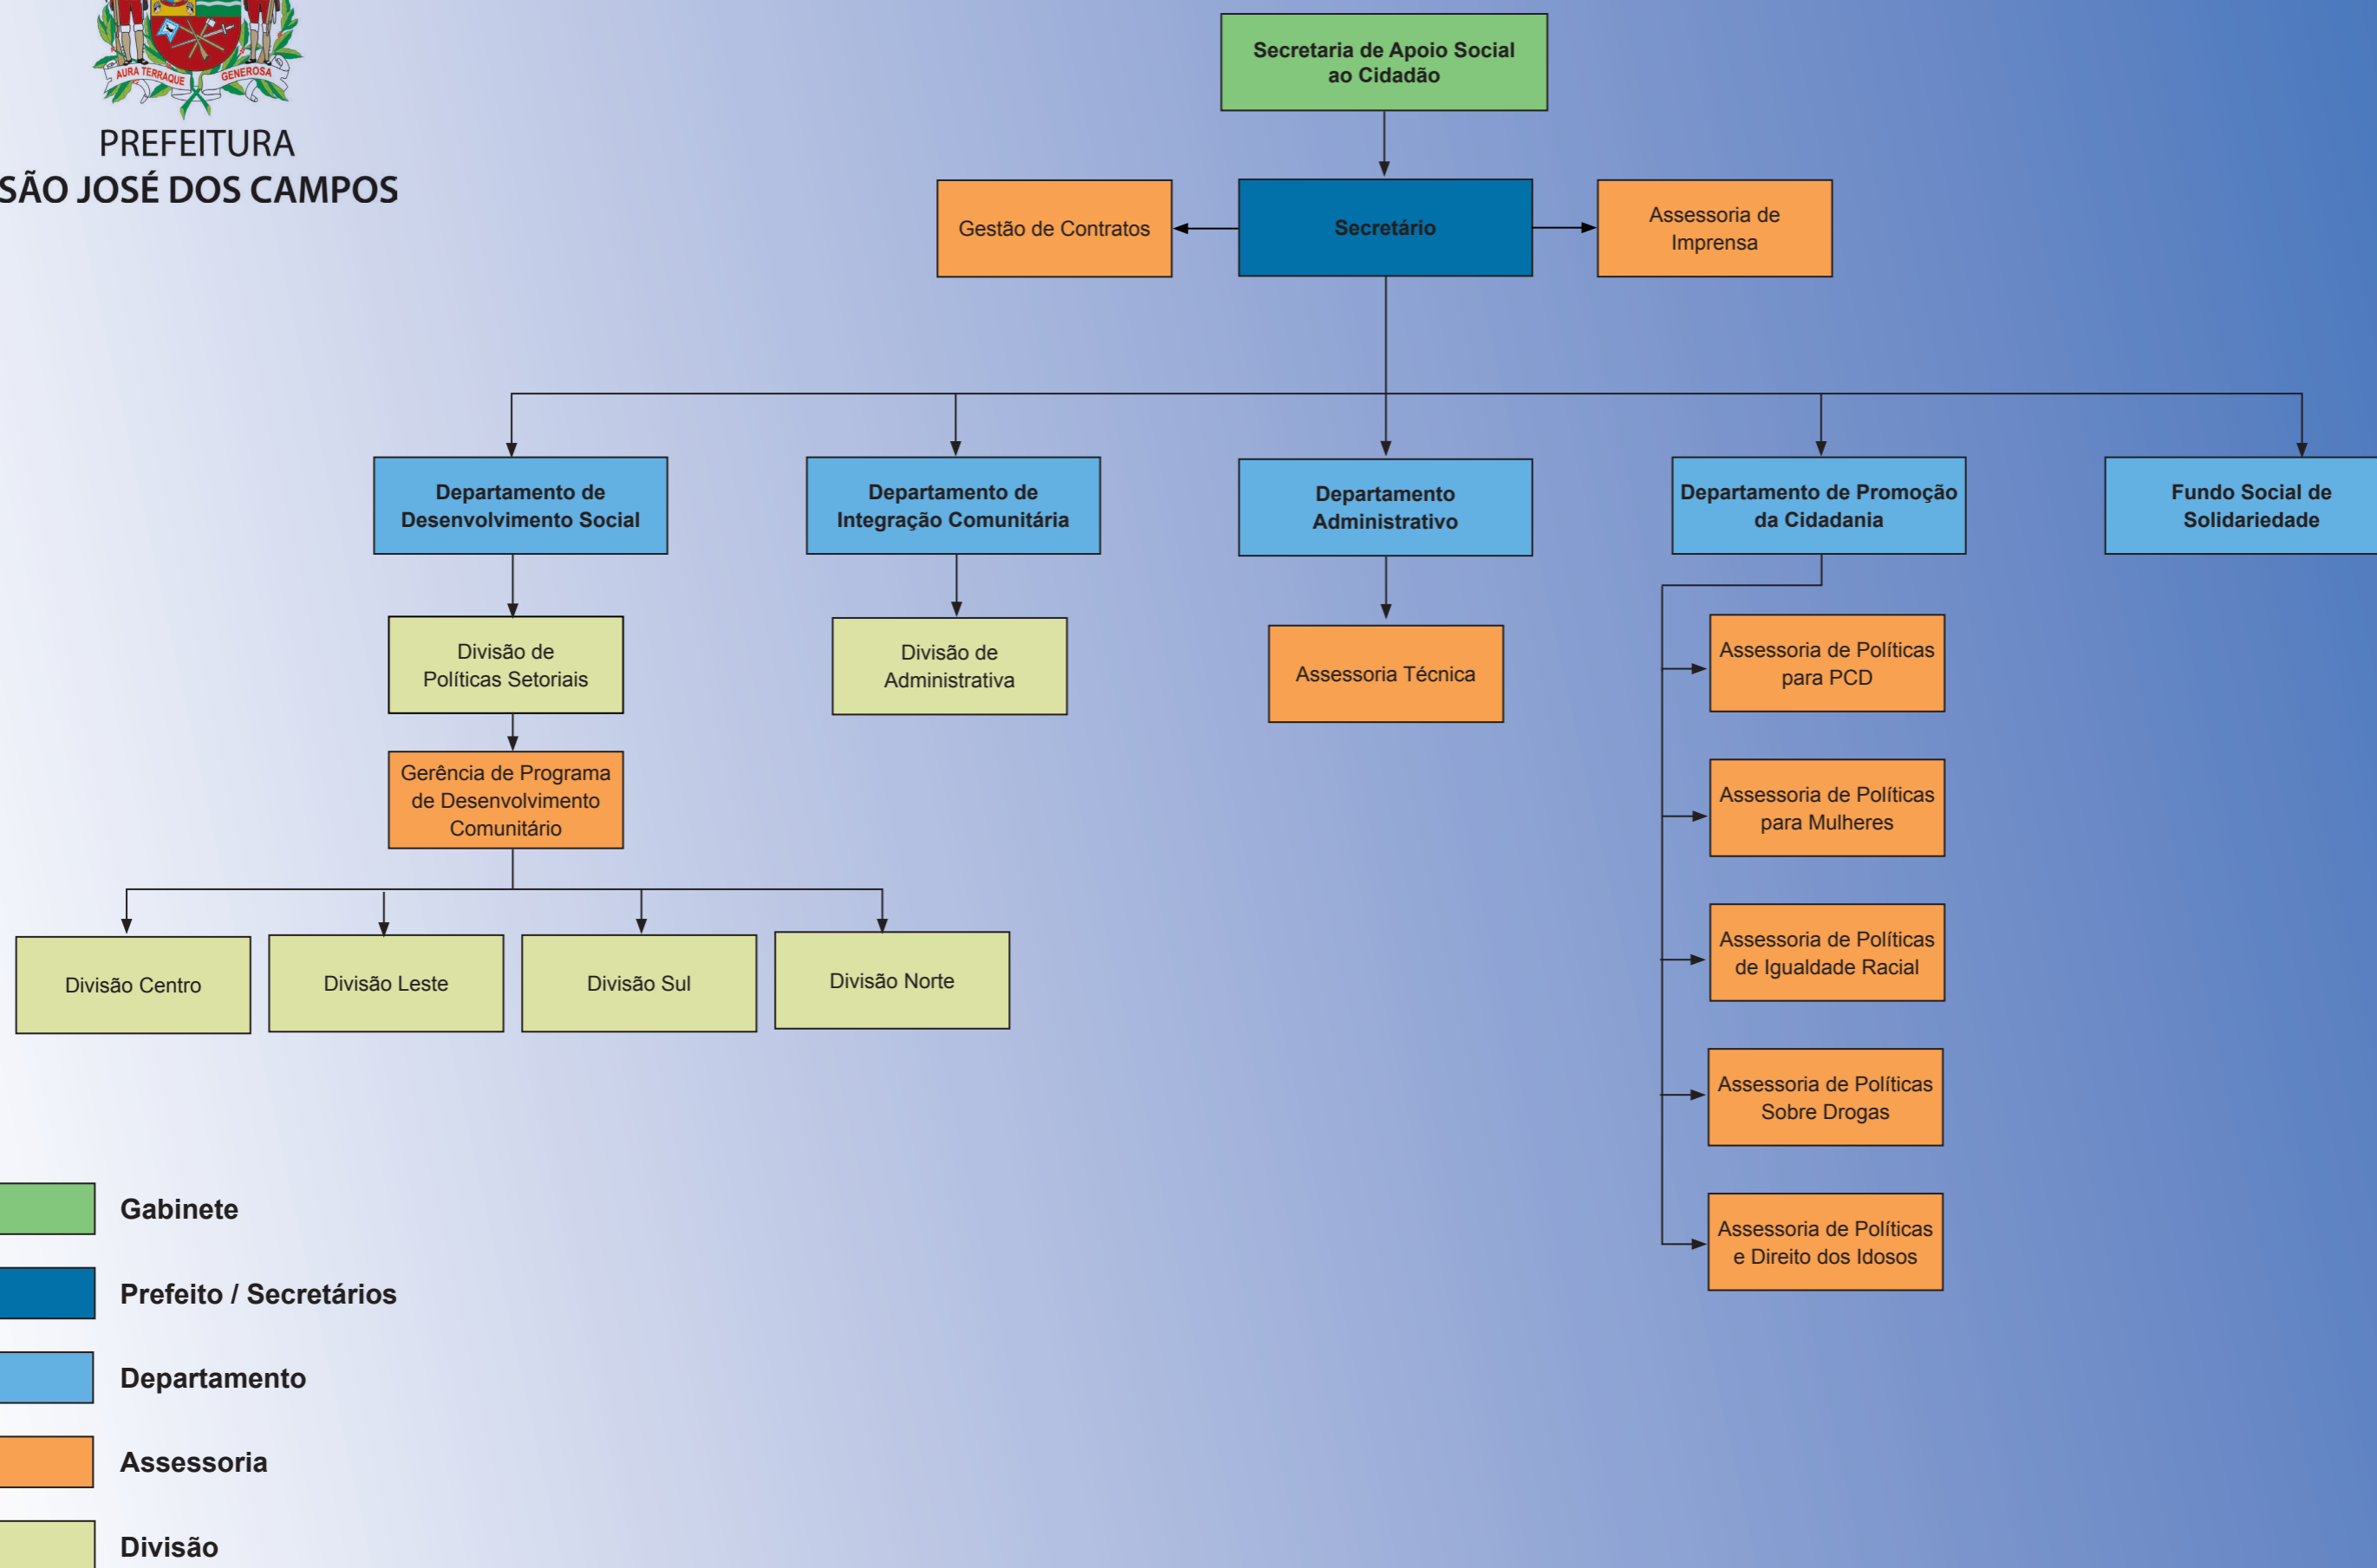 AURA TERRAQUE GENEROSA
PREFEITURA
SÃO JOSÉ DOS CAMPOS
Secretaria de Apoio Social
ao Cidadão
Gestão de Contratos
Secretário
Assessoria de
Imprensa
Departamento de
Desenvolvimento Social
Departamento de
Integração Comunitária
Departamento
Administrativo
Departamento de Promoção
da Cidadania
Fundo Social de
Solidariedade
Divisão de
Políticas Setoriais
Divisão de
Administrativa
Assessoria Técnica
Assessoria de Políticas
para PCD
Gerência de Programa
de Desenvolvimento
Comunitário
Assessoria de Políticas
para Mulheres
Divisão Centro
Divisão Leste
Divisão Sul
Divisão Norte
Assessoria de Políticas
de Igualdade Racial
Assessoria de Políticas
Sobre Drogas
Assessoria de Políticas
e Direito dos Idosos
Gabinete
Prefeito / Secretários
Departamento
Assessoria
Divisão